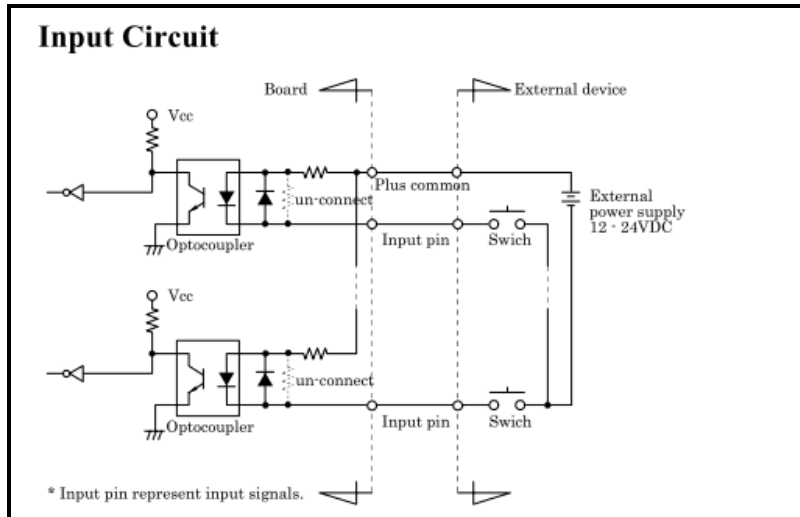 Input Circuit
Board
External device
Vcc
Plus common
un-connect
External
power supply
12 - 24VDC
Input pin
Swich
Optocoupler
Vcc
un-connect
Input pin
Swich
Optocoupler
* Input pin represent input signals.